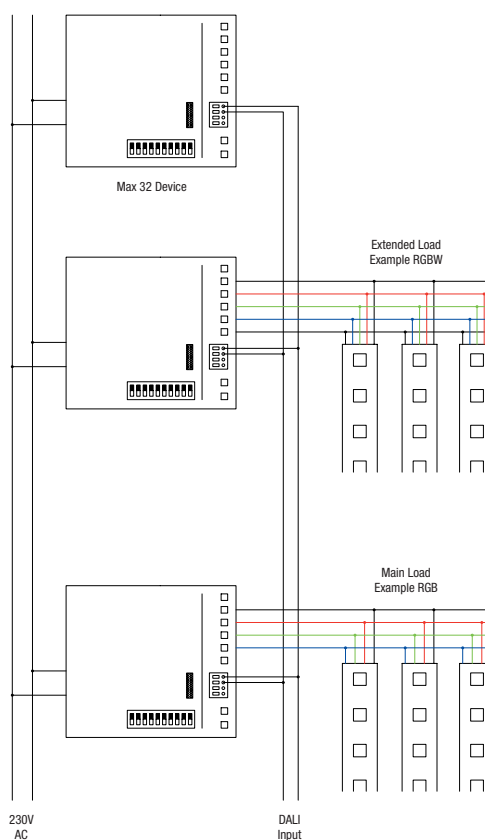 Max 32 Device
Extended Load
Example RGBW
Main Load
Example RGB
230V
AC
DALI
Input